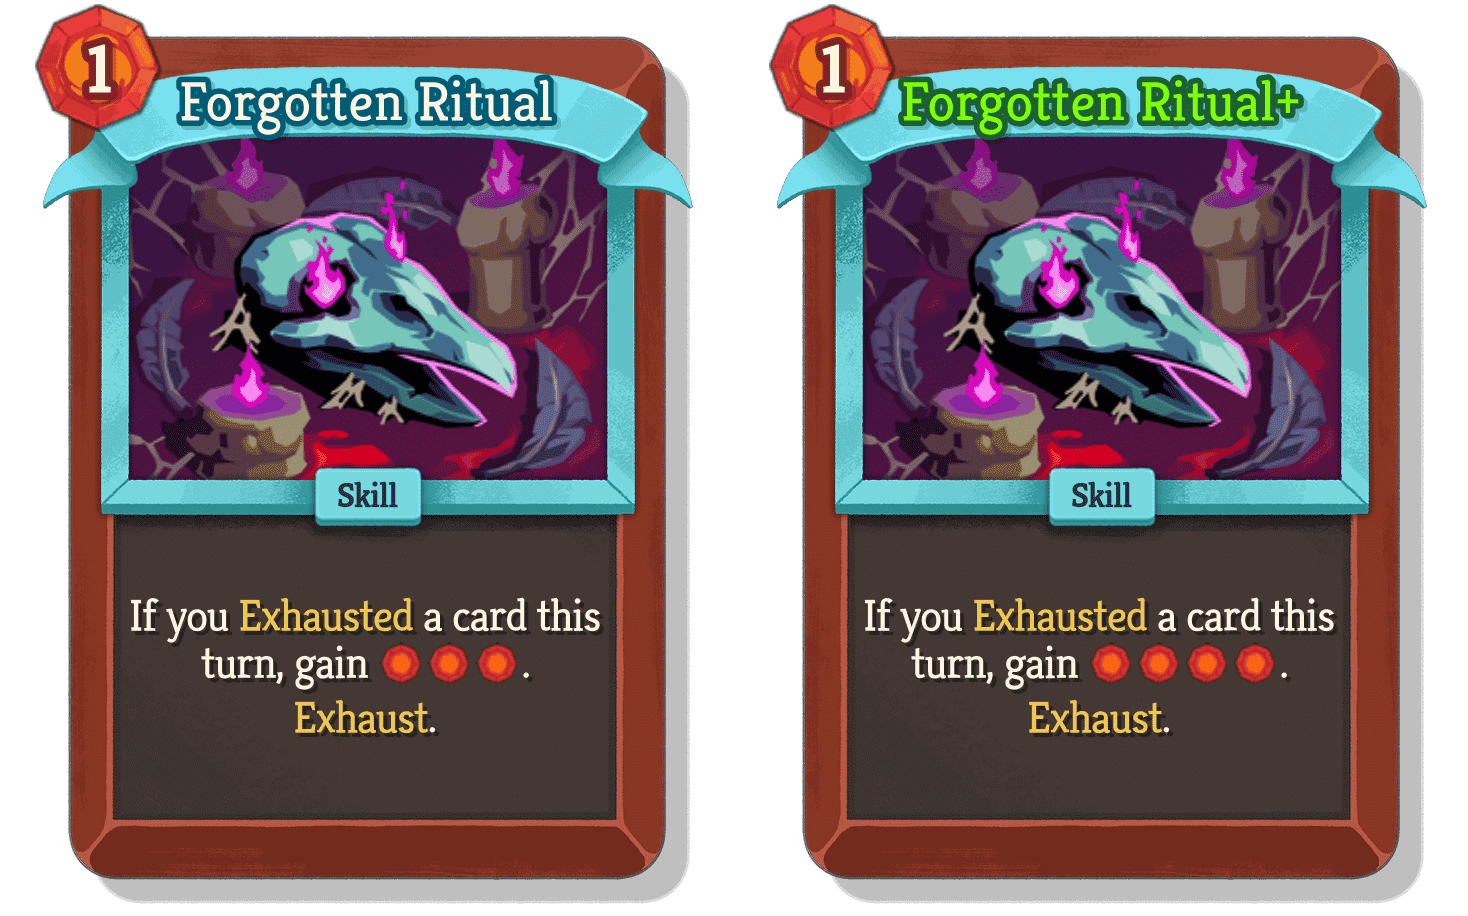 1
Forgotten Ritual
Skill
If you Exhausted a card this
turn, gain .
Exhaust.
1
Forgotten Ritual+
Skill
If you Exhausted a card this
turn, gain .
Exhaust.